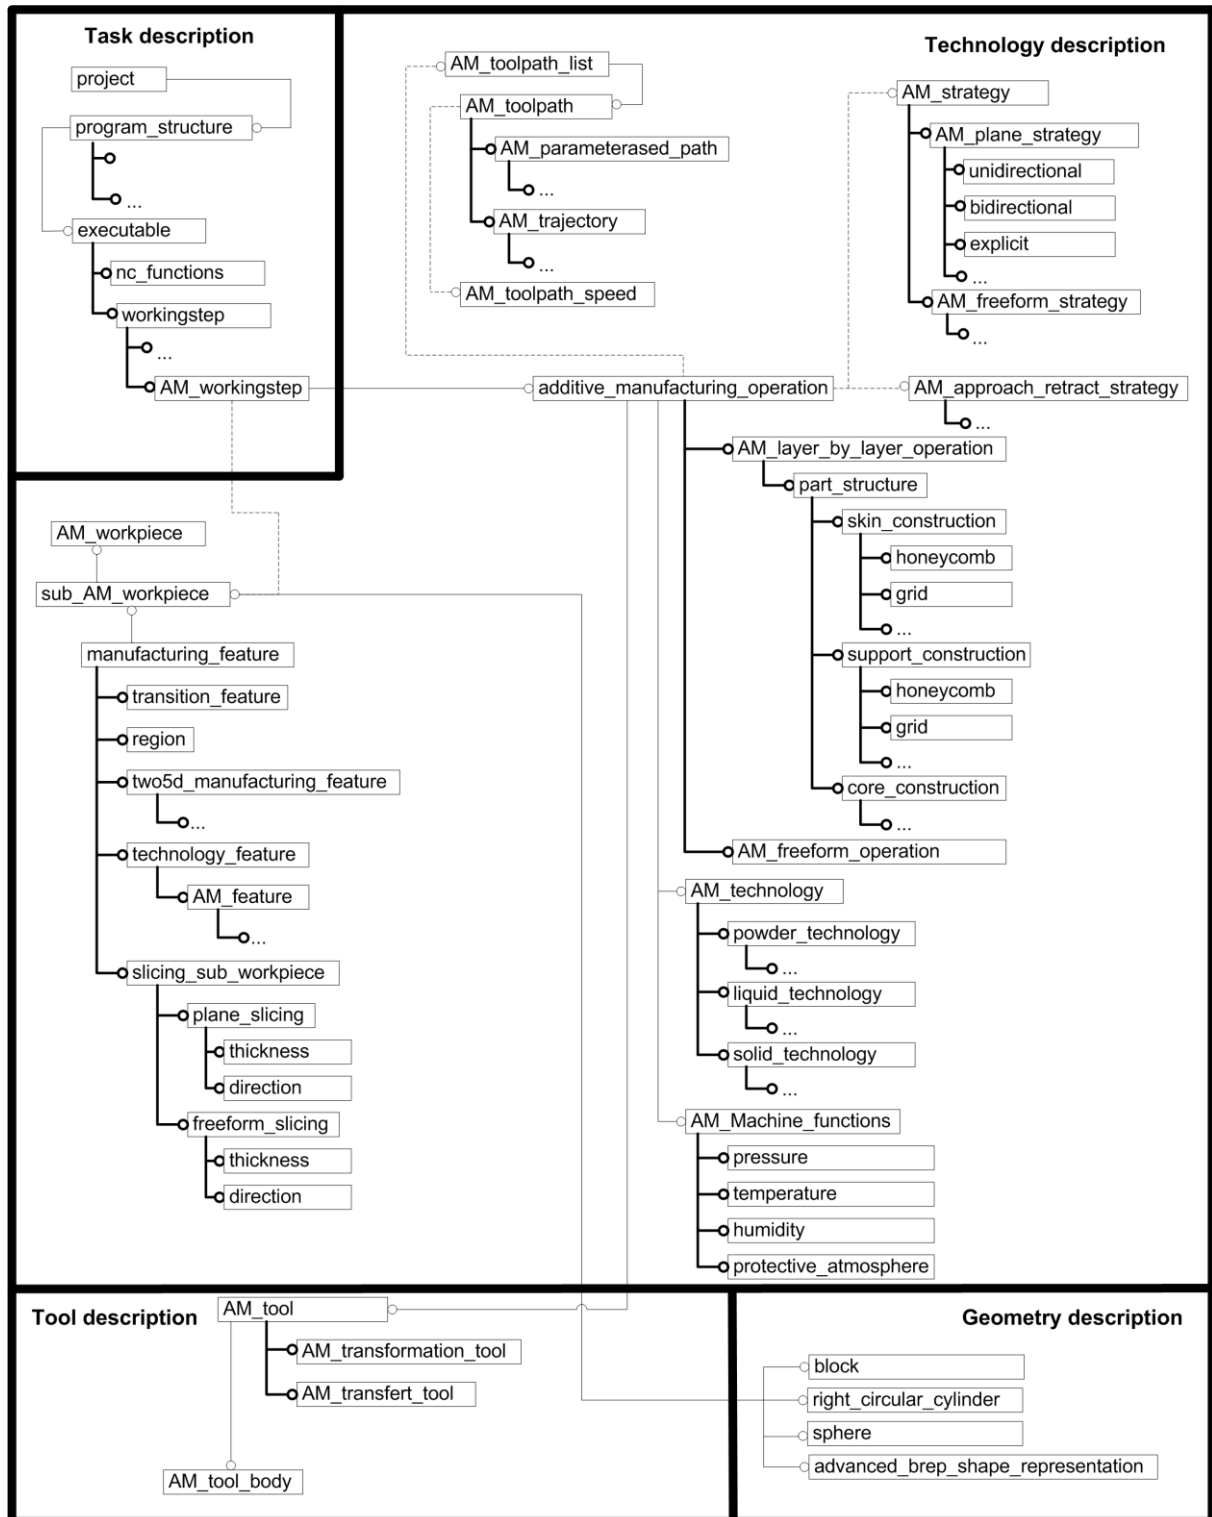 Task description
project
program_structure
...
executable
nc_functions
workingstep
...
AM_workingstep
Technology description
AM_toolpath_list
AM_toolpath
AM_parameterased_path
...
AM_trajectory
...
AM_toolpath_speed
AM_strategy
AM_plane_strategy
unidirectional
bidirectional
explicit
...
AM_freeform_strategy
...
additive_manufacturing_operation
AM_approach_retract_strategy
...
AM_layer_by_layer_operation
part_structure
skin_construction
honeycomb
grid
...
support_construction
honeycomb
grid
...
core_construction
...
AM_freeform_operation
AM_technology
powder_technology
...
liquid_technology
...
solid_technology
...
AM_Machine_functions
pressure
temperature
humidity
protective_atmosphere
AM_workpiece
sub_AM_workpiece
manufacturing_feature
transition_feature
region
two5d_manufacturing_feature
...
technology_feature
AM_feature
...
slicing_sub_workpiece
plane_slicing
thickness
direction
freeform_slicing
thickness
direction
Tool description
AM_tool
AM_transformation_tool
AM_transfert_tool
AM_tool_body
Geometry description
block
right_circular_cylinder
sphere
advanced_brep_shape_representation